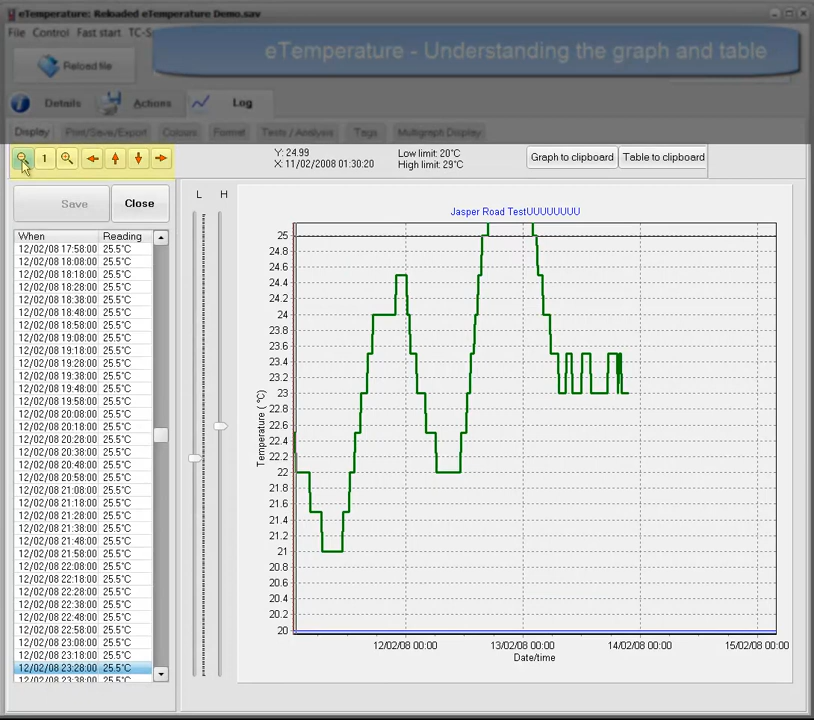 eTemperature: Reloaded eTemperature Demo.sav
File Control Fast start TC-S
eTemperature - Understanding the graph and table
Reload file
Details Actions Log
Display Print/Save/Export Colours Format Tests / Analysis Tags Multigraph Display
1
Y: 24.99
X: 11/02/2008 01:30:20
Low limit: 20°C
High limit: 29°C
Graph to clipboard Table to clipboard
Save Close
L H
When Reading
12/02/08 17:58:00 25.5°C
12/02/08 18:08:00 25.5°C
12/02/08 18:18:00 25.5°C
12/02/08 18:28:00 25.5°C
12/02/08 18:38:00 25.5°C
12/02/08 18:48:00 25.5°C
12/02/08 18:58:00 25.5°C
12/02/08 19:08:00 25.5°C
12/02/08 19:18:00 25.5°C
12/02/08 19:28:00 25.5°C
12/02/08 19:38:00 25.5°C
12/02/08 19:48:00 25.5°C
12/02/08 19:58:00 25.5°C
12/02/08 20:08:00 25.5°C
12/02/08 20:18:00 25.5°C
12/02/08 20:28:00 25.5°C
12/02/08 20:38:00 25.5°C
12/02/08 20:48:00 25.5°C
12/02/08 20:58:00 25.5°C
12/02/08 21:08:00 25.5°C
12/02/08 21:18:00 25.5°C
12/02/08 21:28:00 25.5°C
12/02/08 21:38:00 25.5°C
12/02/08 21:48:00 25.5°C
12/02/08 21:58:00 25.5°C
12/02/08 22:08:00 25.5°C
12/02/08 22:18:00 25.5°C
12/02/08 22:28:00 25.5°C
12/02/08 22:38:00 25.5°C
12/02/08 22:48:00 25.5°C
12/02/08 22:58:00 25.5°C
12/02/08 23:08:00 25.5°C
12/02/08 23:18:00 25.5°C
12/02/08 23:28:00 25.5°C
12/02/08 23:38:00 25.5°C
Jasper Road TestUUUUUUUU
25
24.8
24.6
24.4
24.2
24
23.8
23.6
23.4
23.2
23
22.8
22.6
22.4
22.2
22
21.8
21.6
21.4
21.2
21
20.8
20.6
20.4
20.2
20
Temperature ( °C)
12/02/08 00:00 13/02/08 00:00 14/02/08 00:00 15/02/08 00:00
Date/time